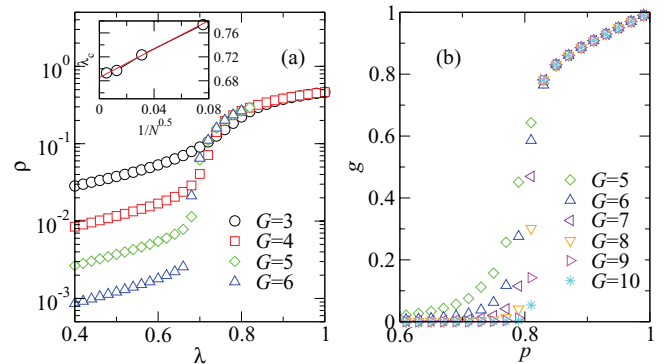 (a)
ρ
10^0
10^-1
10^-2
10^-3
0.4
0.6
0.8
1
λ
λc
0.76
0.72
0.68
0
0.04
0.08
1/N^0.5
G=3
G=4
G=5
G=6
(b)
g
1
0.8
0.6
0.4
0.2
0
0.6
0.8
1
p
G=5
G=6
G=7
G=8
G=9
G=10